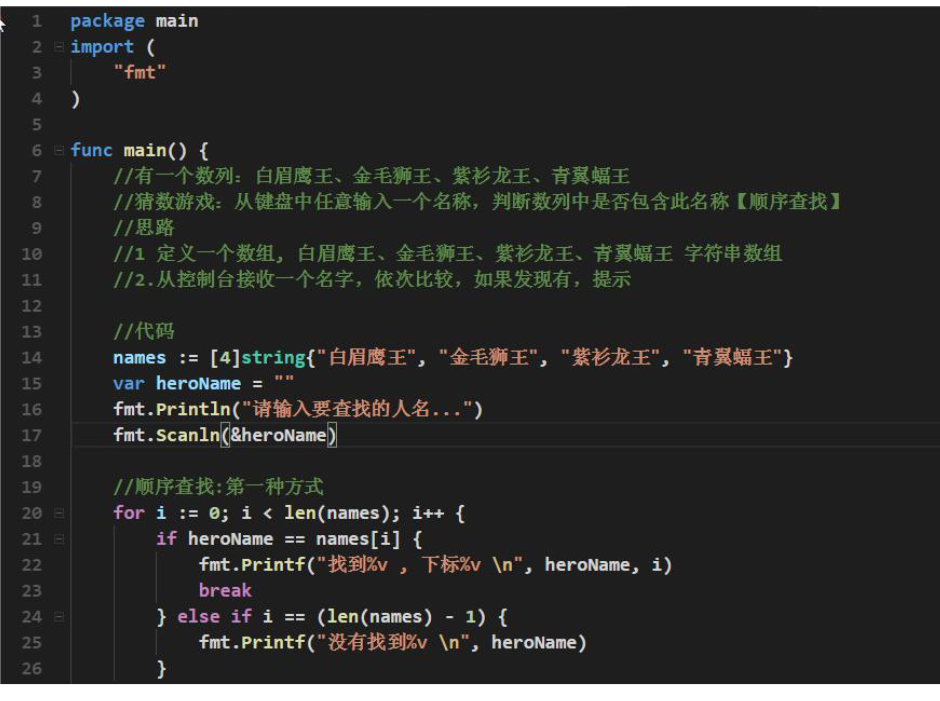 1 package main
2 import (
3 "fmt"
4 )
5
6 func main() {
7 //有一个数列：白眉鹰王、金毛狮王、紫衫龙王、青翼蝠王
8 //猜数游戏：从键盘中任意输入一个名称，判断数列中是否包含此名称【顺序查找】
9 //思路
10 //1 定义一个数组, 白眉鹰王、金毛狮王、紫衫龙王、青翼蝠王 字符串数组
11 //2.从控制台接收一个名字，依次比较，如果发现有，提示
12
13 //代码
14 names := [4]string{"白眉鹰王", "金毛狮王", "紫衫龙王", "青翼蝠王"}
15 var heroName = ""
16 fmt.Println("请输入要查找的人名...")
17 fmt.Scanln(&heroName)
18
19 //顺序查找:第一种方式
20 for i := 0; i < len(names); i++ {
21 if heroName == names[i] {
22 fmt.Printf("找到%v , 下标%v \n", heroName, i)
23 break
24 } else if i == (len(names) - 1) {
25 fmt.Printf("没有找到%v \n", heroName)
26 }